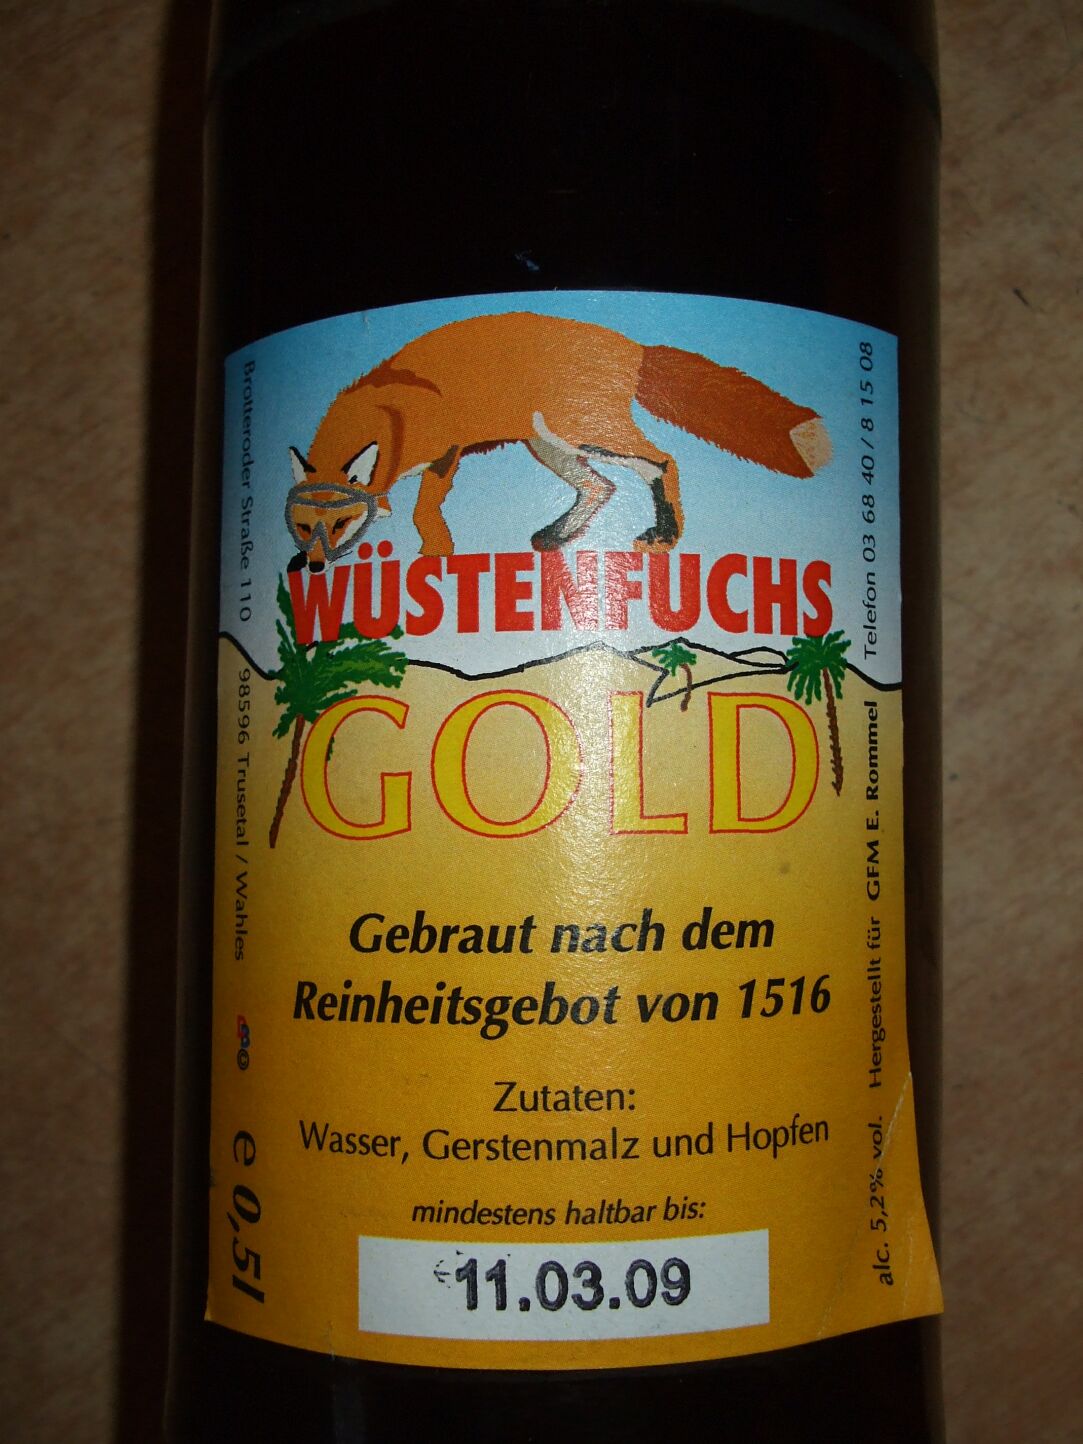 WÜSTENFUCHS
GOLD
Gebraut nach dem
Reinheitsgebot von 1516
Zutaten:
Wasser, Gerstenmalz und Hopfen
mindestens haltbar bis:
11.03.09
Brotteroder Straße 110 98596 Trusetal / Wahles © e 0,5l
alc. 5,2% vol. Hergestellt für GFM E. Rommel Telefon 03 68 40 / 8 15 08